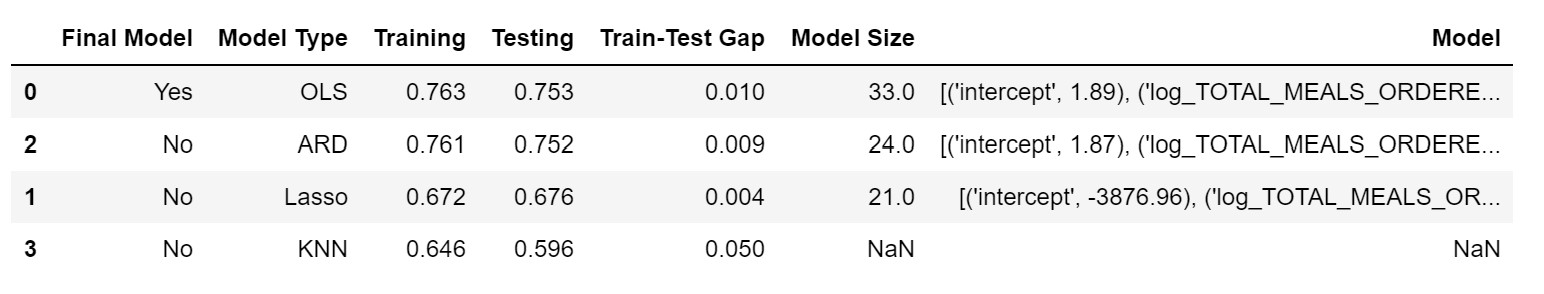 Final Model Model Type Training Testing Train-Test Gap Model Size Model
0 Yes OLS 0.763 0.753 0.010 33.0 [('intercept', 1.89), ('log_TOTAL_MEALS_ORDERE...
2 No ARD 0.761 0.752 0.009 24.0 [('intercept', 1.87), ('log_TOTAL_MEALS_ORDERE...
1 No Lasso 0.672 0.676 0.004 21.0 [('intercept', -3876.96), ('log_TOTAL_MEALS_OR...
3 No KNN 0.646 0.596 0.050 NaN NaN